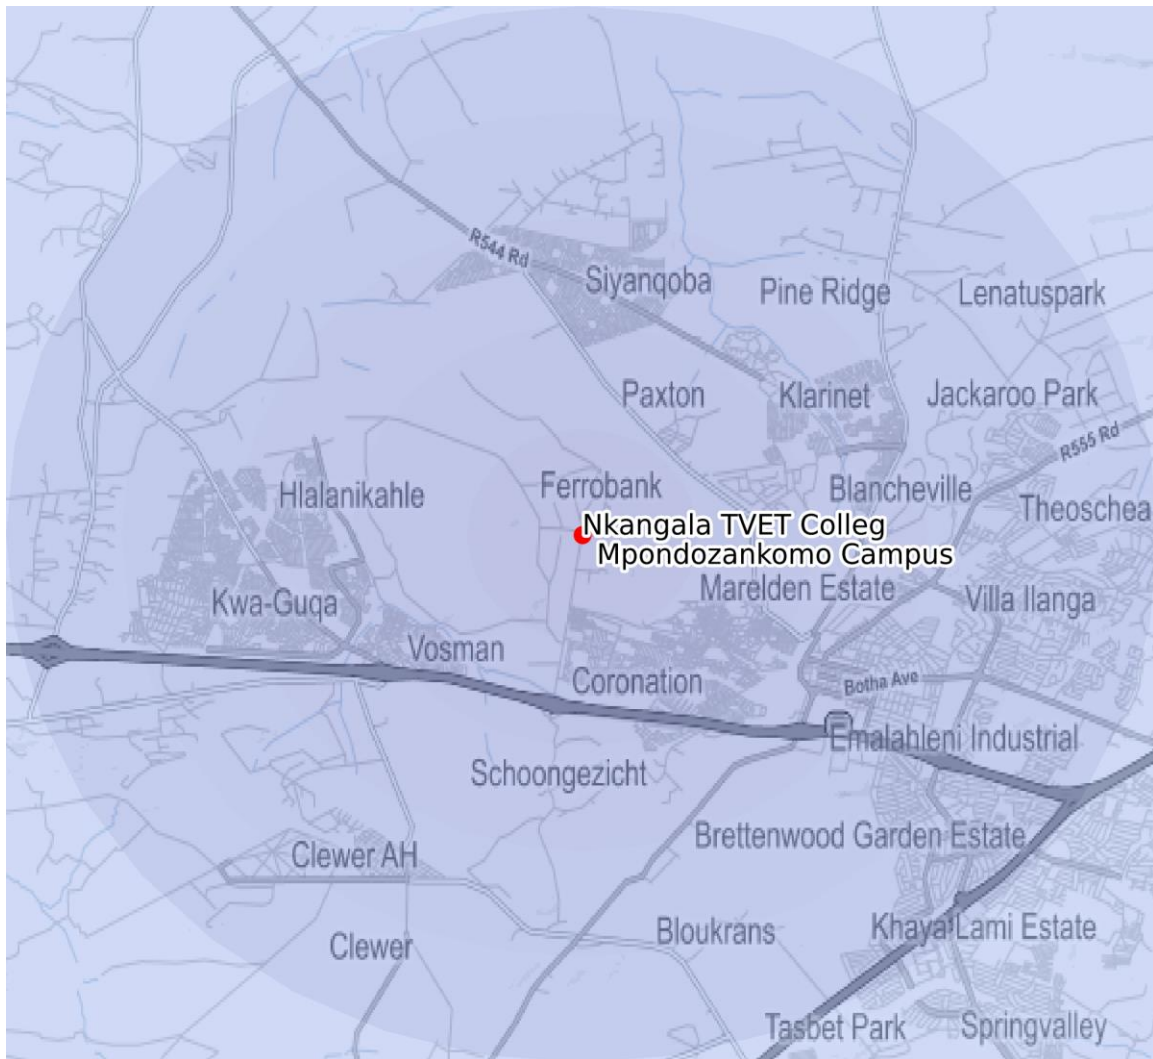 R544 Rd
Siyanqoba
Pine Ridge
Lenatuspark
Paxton
Klarinet
Jackaroo Park
R555 Rd
Hlalanikahle
Ferrobank
Blancheville
Theoschea
Nkangala TVET Colleg
Mpondozankomo Campus
Marelden Estate
Kwa-Guqa
Villa Ilanga
Vosman
Coronation
Botha Ave
Emalahleni Industrial
Schoongezicht
Brettenwood Garden Estate
Clewer AH
Khaya Lami Estate
Clewer
Bloukrans
Tasbet Park
Springvalley